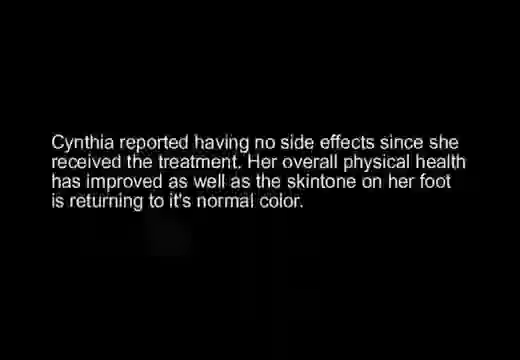 Cynthia reported having no side effects since she
received the treatment. Her overall physical health
has improved as well as the skintone on her foot
is returning to it's normal color.